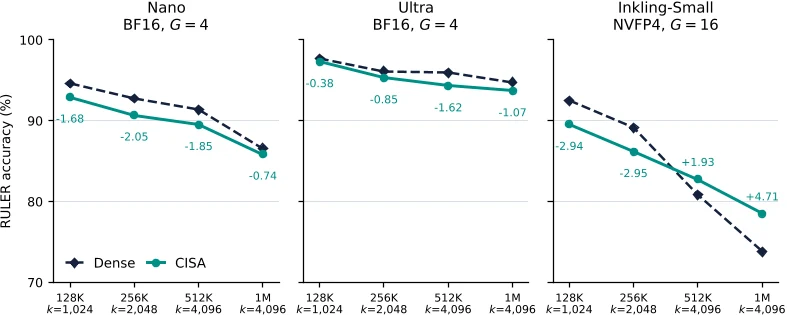 Nano
BF16, G = 4
Ultra
BF16, G = 4
Inkling-Small
NVFP4, G = 16
RULER accuracy (%)
100
90
80
70
-1.68
-2.05
-1.85
-0.74
-0.38
-0.85
-1.62
-1.07
-2.94
-2.95
+1.93
+4.71
Dense
CISA
128K 256K 512K 1M
k=1,024 k=2,048 k=4,096 k=4,096
128K 256K 512K 1M
k=1,024 k=2,048 k=4,096 k=4,096
128K 256K 512K 1M
k=1,024 k=2,048 k=4,096 k=4,096